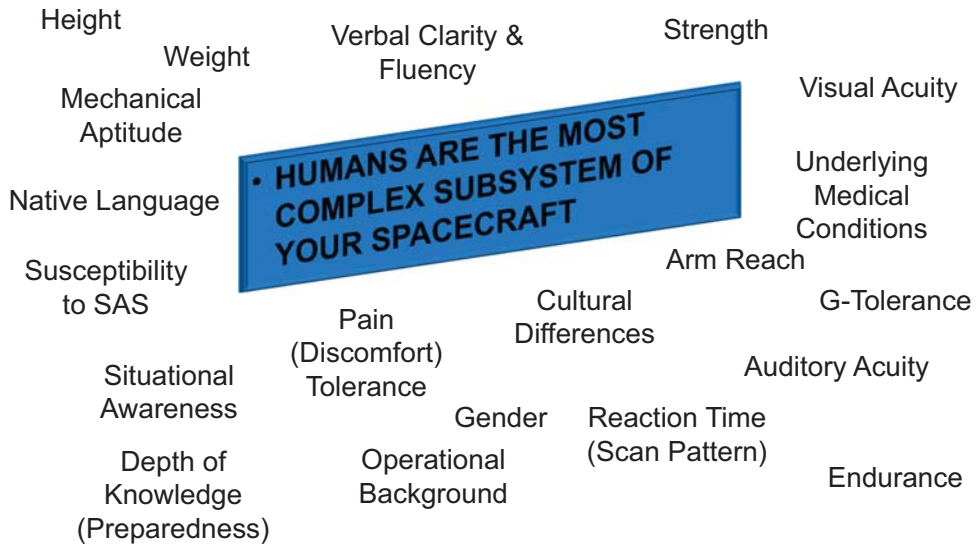 Height
Weight
Verbal Clarity &
Fluency
Strength
Mechanical
Aptitude
Visual Acuity
• HUMANS ARE THE MOST
COMPLEX SUBSYSTEM OF
YOUR SPACECRAFT
Native Language
Underlying
Medical
Conditions
Susceptibility
to SAS
Arm Reach
Pain
(Discomfort)
Tolerance
Cultural
Differences
G-Tolerance
Situational
Awareness
Auditory Acuity
Gender
Reaction Time
(Scan Pattern)
Depth of
Knowledge
(Preparedness)
Operational
Background
Endurance